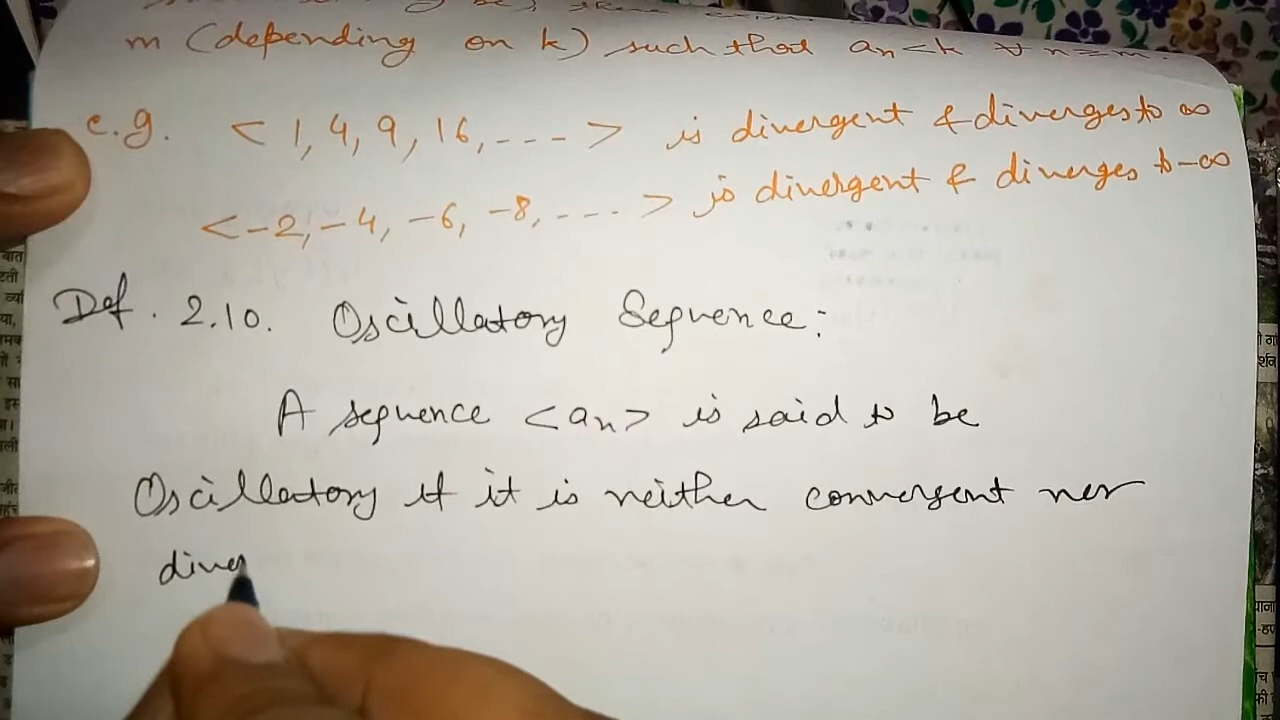 m (depending on k) such that an < k ∀ n ≥ m.
e.g. < 1, 4, 9, 16, ---- > is divergent & diverges to ∞
< -2, -4, -6, -8, ---- > is divergent & diverges to -∞
Def. 2.10. Oscillatory Sequence:
A sequence <an> is said to be
Oscillatory if it is neither convergent nor
diver